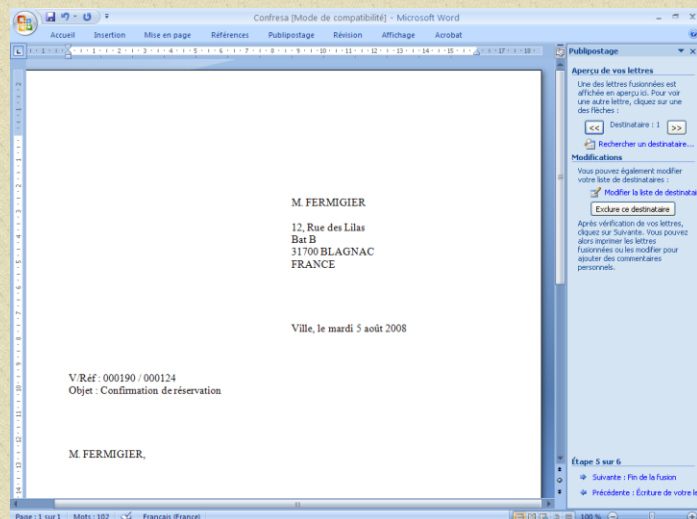 Confresa [Mode de compatibilité] - Microsoft Word
Accueil Insertion Mise en page Références Publipostage Révision Affichage Acrobat
M. FERMIGIER
12, Rue des Lilas
Bat B
31700 BLAGNAC
FRANCE
Ville, le mardi 5 août 2008
V/Réf : 000190 / 000124
Objet : Confirmation de réservation
M. FERMIGIER,
Publipostage
Aperçu de vos lettres
Une des lettres fusionnées est
affichée en aperçu ici. Pour voir
une autre lettre, cliquez sur une
des flèches :
<< Destinataire : 1 >>
Rechercher un destinataire...
Modifications
Vous pouvez également modifier
votre liste de destinataires :
Modifier la liste de destinatai
Exclure ce destinataire
Après vérification de vos lettres,
cliquez sur Suivante. Vous pouvez
alors imprimer les lettres
fusionnées ou les modifier pour
ajouter des commentaires
personnels.
Étape 5 sur 6
Suivante : Fin de la fusion
Précédente : Écriture de votre le
Page : 1 sur 1 Mots : 102 Français (France) 100 %